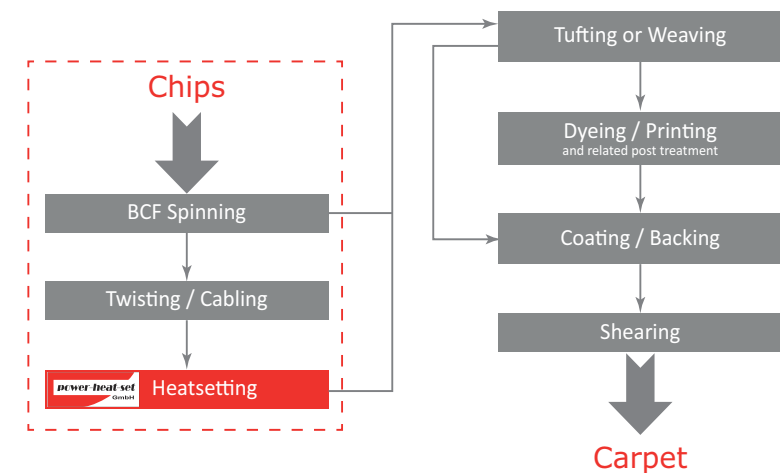 Chips
BCF Spinning
Twisting / Cabling
power-heat-set
GmbH
Heatsetting
Tufting or Weaving
Dyeing / Printing
and related post treatment
Coating / Backing
Shearing
Carpet